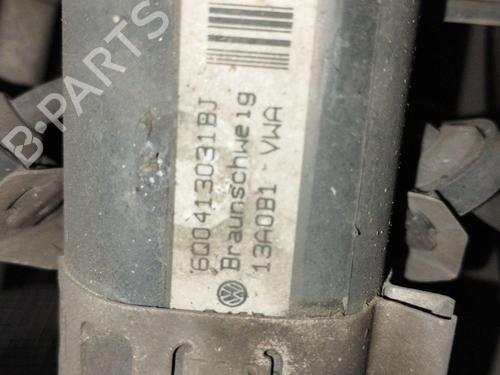 B-PARTS
6Q0413031BJ
Braunschweig
13A0B1 VWA